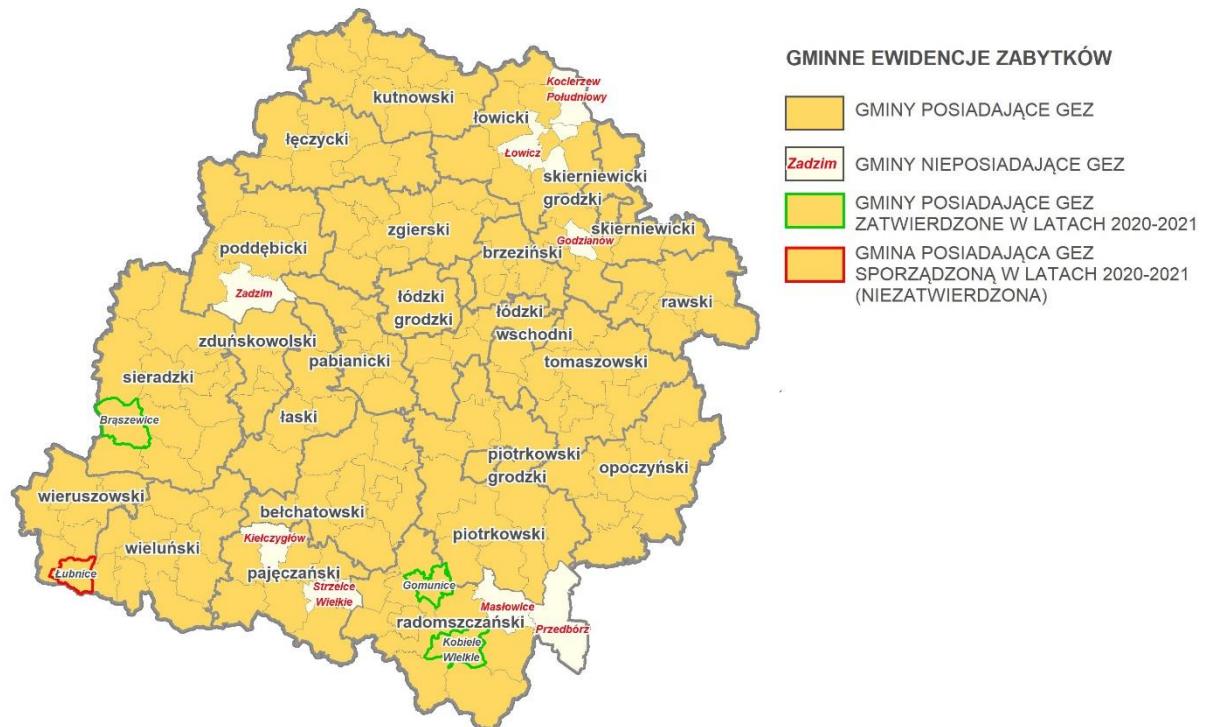 GMINNE EWIDENCJE ZABYTKÓW
GMINY POSIADAJĄCE GEZ
Zadzim
GMINY NIEPOSIADAJĄCE GEZ
GMINY POSIADAJĄCE GEZ
ZATWIERDZONE W LATACH 2020-2021
GMINA POSIADAJĄCA GEZ
SPORZĄDZONĄ W LATACH 2020-2021
(NIEZATWIERDZONA)
Kocierzew
Południowy
kutnowski
łowicki
łęczycki
Łowicz
skierniewicki
grodzki
skierniewicki
zgierski
Godzianów
poddębicki
brzeziński
Zadzim
łódzki
grodzki
łódzki
wschodni
rawski
zduńskowolski
pabianicki
tomaszowski
sieradzki
Brąszewice
łaski
piotrkowski
grodzki
opoczyński
wieruszowski
bełchatowski
piotrkowski
Kiełczygłów
wieluński
Łubnice
pajęczański
Strzelce
Wielkie
Gomunice
Masłowice
radomszczański
Przedbórz
Kobiele
Wielkie